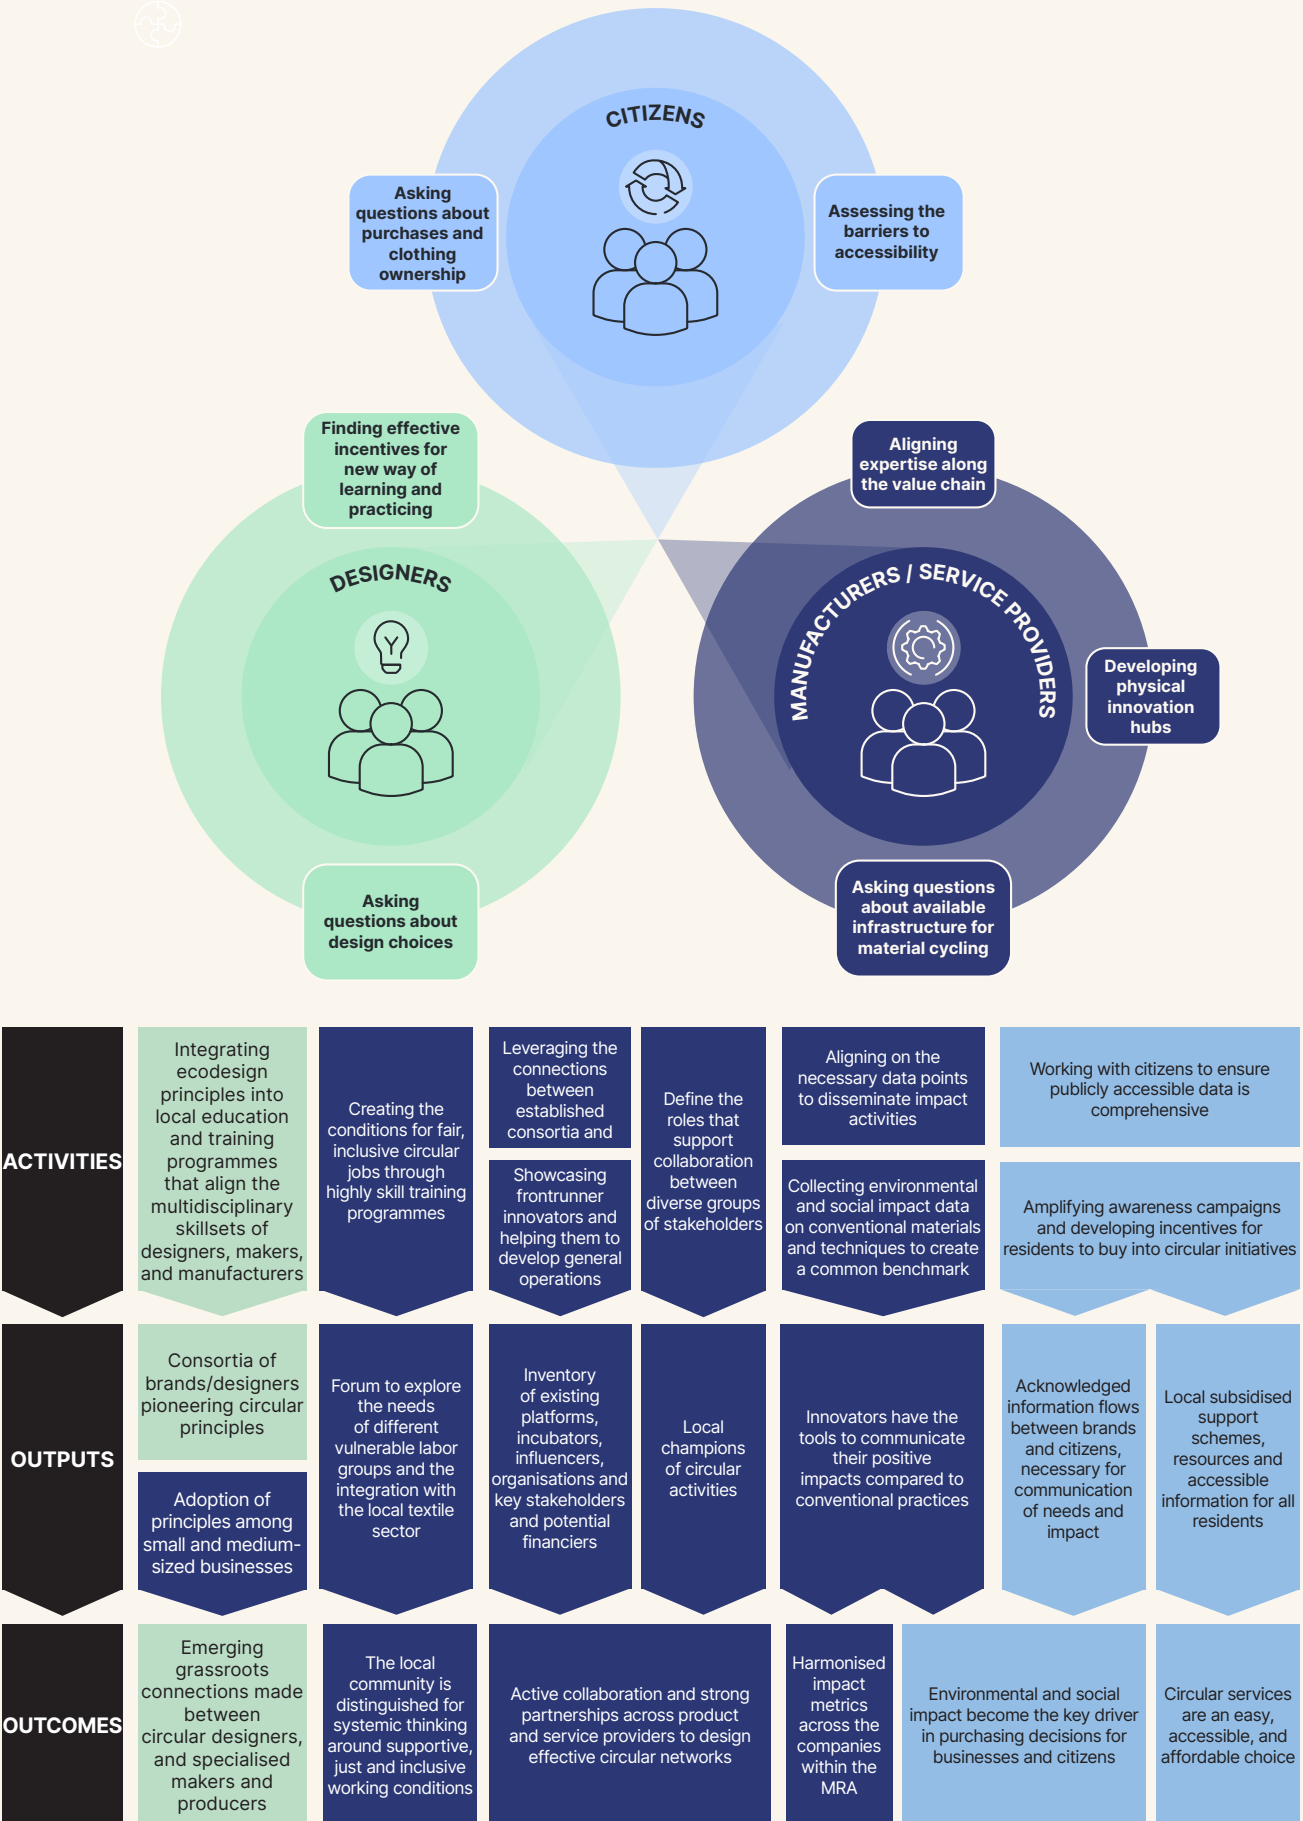 CITIZENS
Asking
questions about
purchases and
clothing
ownership
Assessing the
barriers to
accessibility
Finding effective
incentives for
new way of
learning and
practicing
DESIGNERS
Asking
questions about
design choices
Aligning
expertise along
the value chain
MANUFACTURERS / SERVICE PROVIDERS
Developing
physical
innovation
hubs
Asking questions
about available
infrastructure for
material cycling
ACTIVITIES
Integrating
ecodesign
principles into
local education
and training
programmes
that align the
multidisciplinary
skillsets of
designers, makers,
and manufacturers
Creating the
conditions for fair,
inclusive circular
jobs through
highly skill training
programmes
Leveraging the
connections
between
established
consortia and
Showcasing
frontrunner
innovators and
helping them to
develop general
operations
Define the
roles that
support
collaboration
between
diverse groups
of stakeholders
Aligning on the
necessary data points
to disseminate impact
activities
Collecting environmental
and social impact data
on conventional materials
and techniques to create
a common benchmark
Working with citizens to ensure
publicly accessible data is
comprehensive
Amplifying awareness campaigns
and developing incentives for
residents to buy into circular initiatives
OUTPUTS
Consortia of
brands/designers
pioneering circular
principles
Adoption of
principles among
small and medium-
sized businesses
Forum to explore
the needs
of different
vulnerable labor
groups and the
integration with
the local textile
sector
Inventory
of existing
platforms,
incubators,
influencers,
organisations and
key stakeholders
and potential
financiers
Local
champions
of circular
activities
Innovators have the
tools to communicate
their positive
impacts compared to
conventional practices
Acknowledged
information flows
between brands
and citizens,
necessary for
communication
of needs and
impact
Local subsidised
support
schemes,
resources and
accessible
information for all
residents
OUTCOMES
Emerging
grassroots
connections made
between
circular designers,
and specialised
makers and
producers
The local
community is
distinguished for
systemic thinking
around supportive,
just and inclusive
working conditions
Active collaboration and strong
partnerships across product
and service providers to design
effective circular networks
Harmonised
impact
metrics
across the
companies
within the
MRA
Environmental and social
impact become the key driver
in purchasing decisions for
businesses and citizens
Circular services
are an easy,
accessible, and
affordable choice